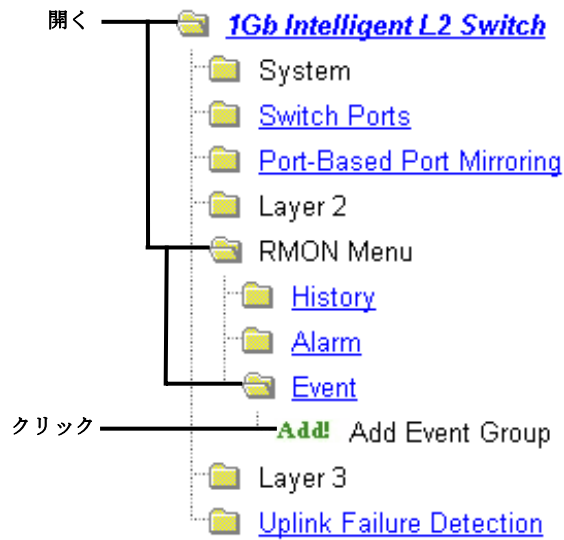 開く 1Gb Intelligent L2 Switch
System
Switch Ports
Port-Based Port Mirroring
Layer 2
RMON Menu
History
Alarm
Event
クリック Add! Add Event Group
Layer 3
Uplink Failure Detection